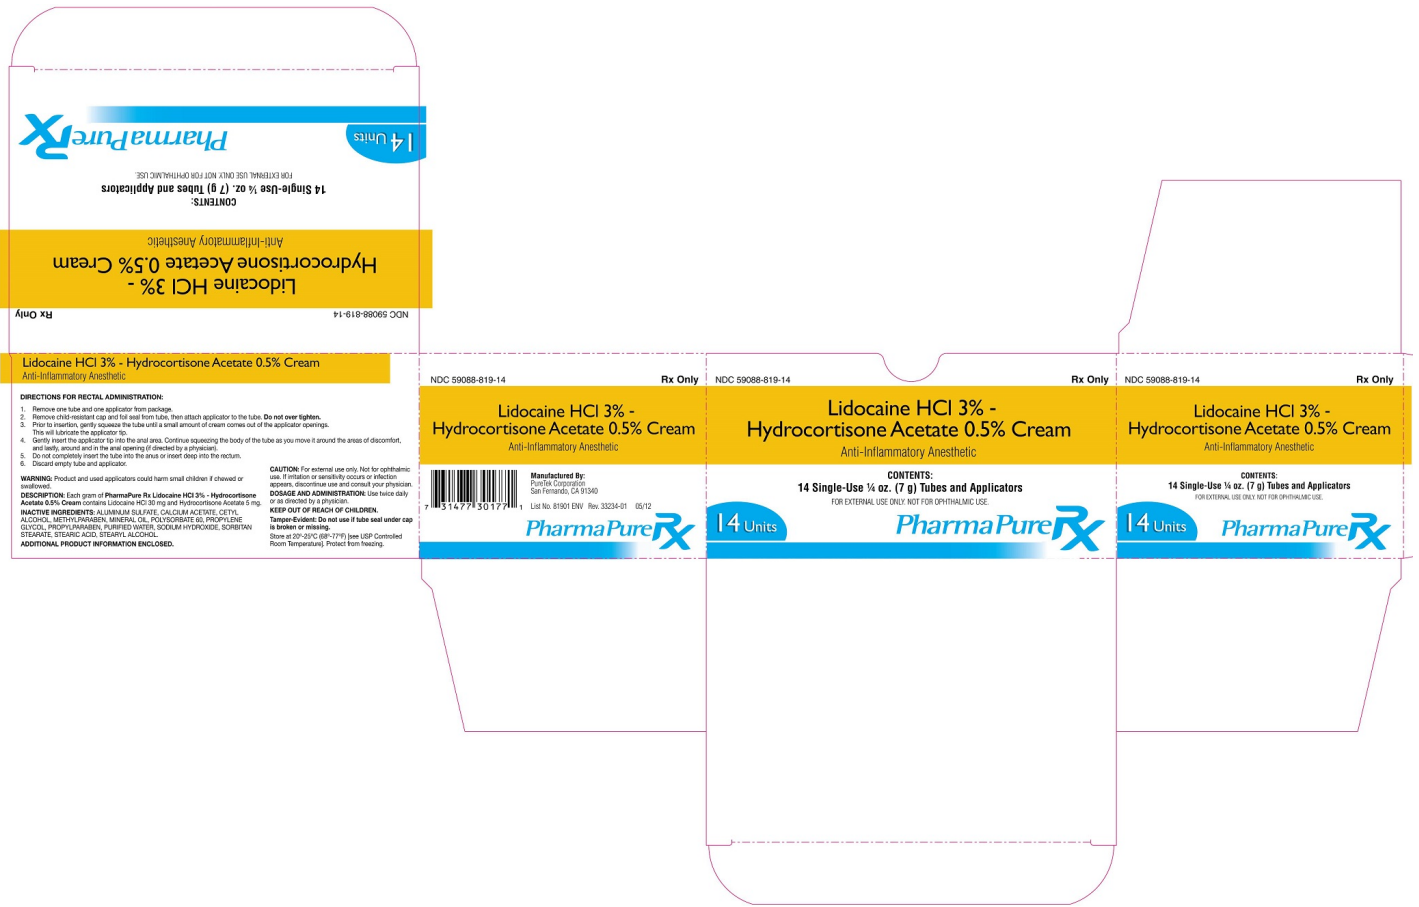 NDC 59088-819-14 Rx Only
Lidocaine HCl 3% -
Hydrocortisone Acetate 0.5% Cream
Anti-Inflammatory Anesthetic
CONTENTS:
14 Single-Use ¼ oz. (7 g) Tubes and Applicators
FOR EXTERNAL USE ONLY. NOT FOR OPHTHALMIC USE.
14 Units
PharmaPure RX
Lidocaine HCl 3% - Hydrocortisone Acetate 0.5% Cream
Anti-Inflammatory Anesthetic
DIRECTIONS FOR RECTAL ADMINISTRATION:
1. Remove one tube and one applicator from package.
2. Remove child-resistant cap and foil seal from tube, then attach applicator to the tube. Do not over tighten.
3. Prior to insertion, gently squeeze the tube until a small amount of cream comes out of the applicator openings.
This will lubricate the applicator tip.
4. Gently insert the applicator tip into the anal area. Continue squeezing the body of the tube as you move it around the areas of discomfort,
and lastly, around and in the anal opening (if directed by a physician).
5. Do not completely insert the tube into the anus or insert deep into the rectum.
6. Discard empty tube and applicator.
WARNING: Product and used applicators could harm small children if chewed or
swallowed.
DESCRIPTION: Each gram of PharmaPure Rx Lidocaine HCl 3% - Hydrocortisone
Acetate 0.5% Cream contains Lidocaine HCl 30 mg and Hydrocortisone Acetate 5 mg.
INACTIVE INGREDIENTS: ALUMINUM SULFATE, CALCIUM ACETATE, CETYL
ALCOHOL, METHYLPARABEN, MINERAL OIL, POLYSORBATE 60, PROPYLENE
GLYCOL, PROPYLPARABEN, PURIFIED WATER, SODIUM HYDROXIDE, SORBITAN
STEARATE, STEARIC ACID, STEARYL ALCOHOL.
ADDITIONAL PRODUCT INFORMATION ENCLOSED.
CAUTION: For external use only. Not for ophthalmic
use. If irritation or sensitivity occurs or infection
appears, discontinue use and consult your physician.
DOSAGE AND ADMINISTRATION: Use twice daily
or as directed by a physician.
KEEP OUT OF REACH OF CHILDREN.
Tamper-Evident: Do not use if tube seal under cap
is broken or missing.
Store at 20º-25ºC (68º-77ºF) [see USP Controlled
Room Temperature]. Protect from freezing.
NDC 59088-819-14 Rx Only
Lidocaine HCl 3% -
Hydrocortisone Acetate 0.5% Cream
Anti-Inflammatory Anesthetic
7 31477 30177 1
Manufactured By:
PureTek Corporation
San Fernando, CA 91340
List No. 81901 ENV Rev. 33234-01 05/12
PharmaPure RX
NDC 59088-819-14 Rx Only
Lidocaine HCl 3% -
Hydrocortisone Acetate 0.5% Cream
Anti-Inflammatory Anesthetic
CONTENTS:
14 Single-Use ¼ oz. (7 g) Tubes and Applicators
FOR EXTERNAL USE ONLY. NOT FOR OPHTHALMIC USE.
14 Units
PharmaPure RX
NDC 59088-819-14 Rx Only
Lidocaine HCl 3% -
Hydrocortisone Acetate 0.5% Cream
Anti-Inflammatory Anesthetic
CONTENTS:
14 Single-Use ¼ oz. (7 g) Tubes and Applicators
FOR EXTERNAL USE ONLY. NOT FOR OPHTHALMIC USE.
14 Units
PharmaPure RX